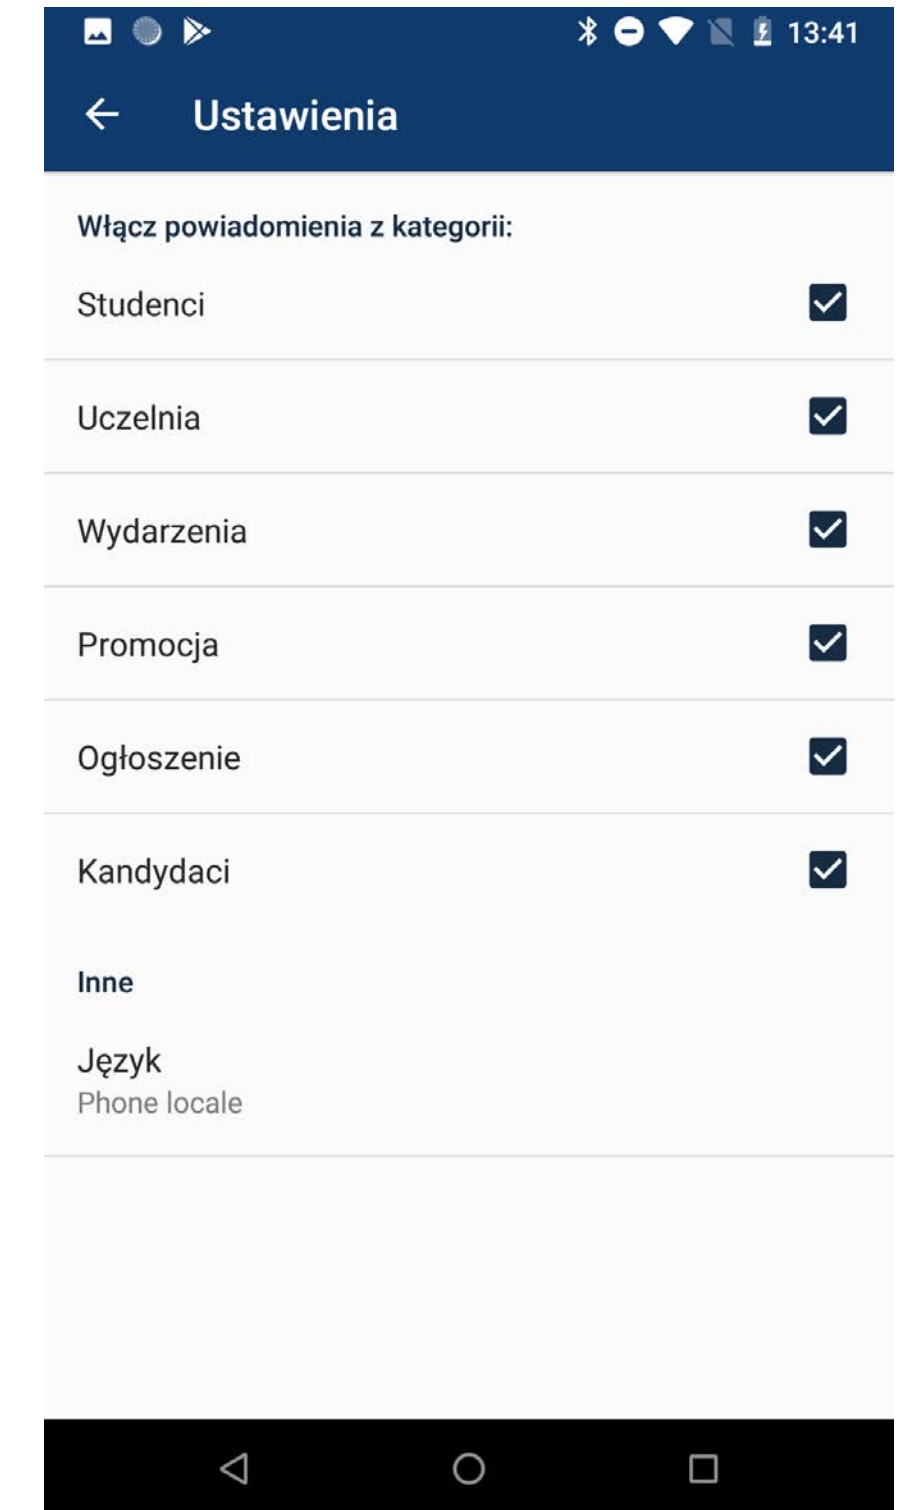 13:41
Ustawienia
Włącz powiadomienia z kategorii:
Studenci
Uczelnia
Wydarzenia
Promocja
Ogłoszenie
Kandydaci
Inne
Język
Phone locale